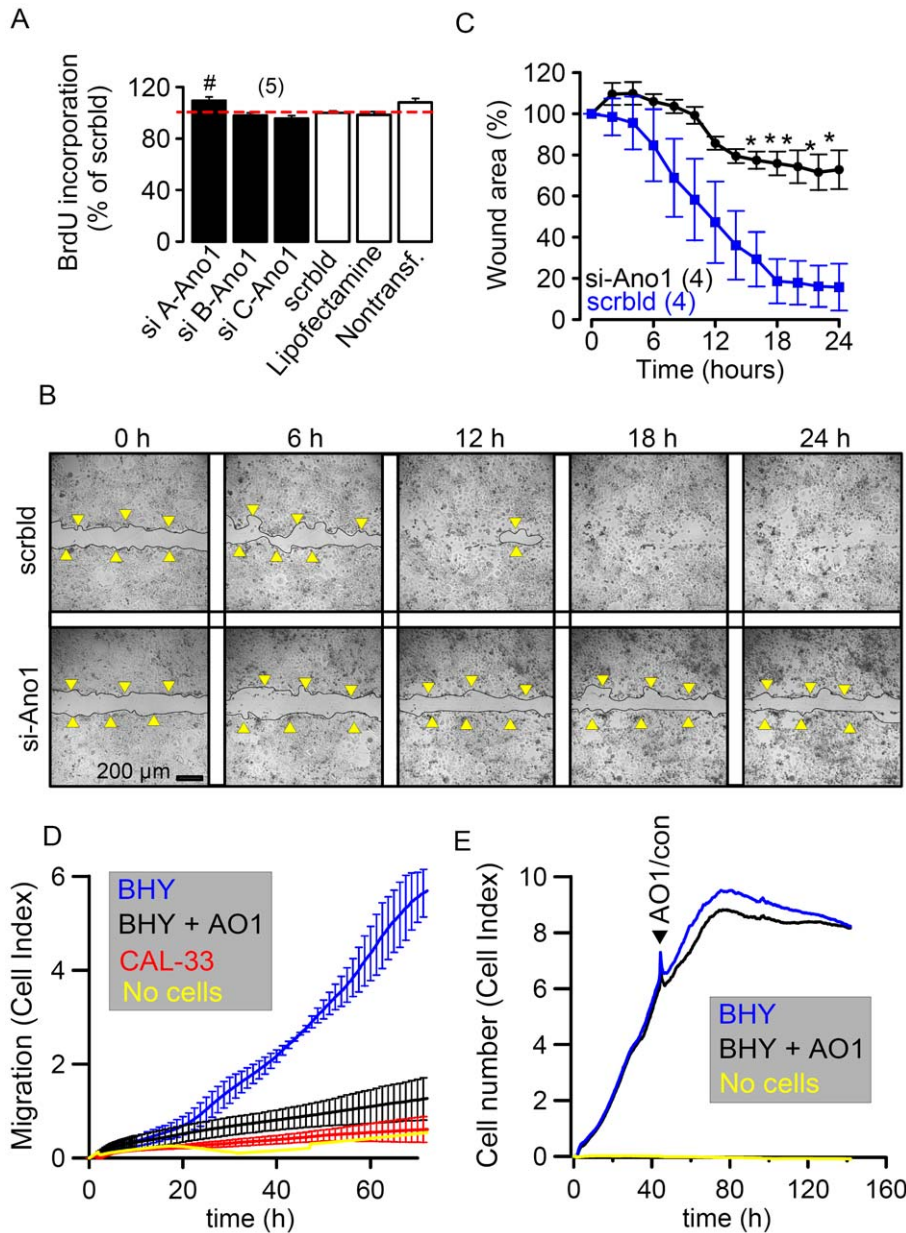 A
BrdU incorporation
(% of scrbld)
120
80
40
0
#
(5)
si A-Ano1
si B-Ano1
si C-Ano1
scrbld
Lipofectamine
Nontransf.
C
Wound area (%)
120
100
80
60
40
20
0
* * * * *
si-Ano1 (4)
scrbld (4)
0 6 12 18 24
Time (hours)
B
0 h 6 h 12 h 18 h 24 h
scrbld
si-Ano1
200 µm
D
Migration (Cell Index)
6
4
2
0
BHY
BHY + AO1
CAL-33
No cells
0 20 40 60
time (h)
E
AO1/con
Cell number (Cell Index)
10
8
6
4
2
0
BHY
BHY + AO1
No cells
0 40 80 120 160
time (h)